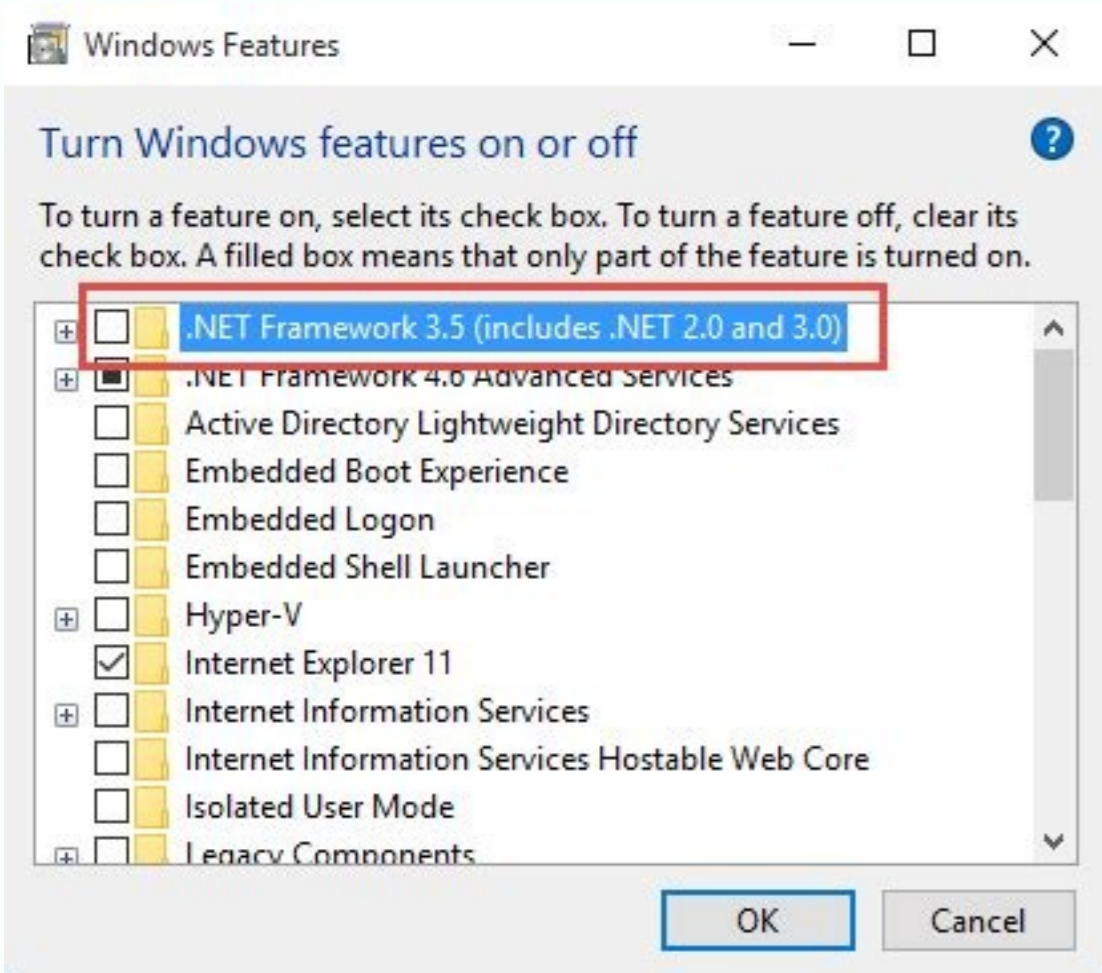 Windows Features
Turn Windows features on or off
?
To turn a feature on, select its check box. To turn a feature off, clear its
check box. A filled box means that only part of the feature is turned on.
.NET Framework 3.5 (includes .NET 2.0 and 3.0)
.NET Framework 4.6 Advanced Services
Active Directory Lightweight Directory Services
Embedded Boot Experience
Embedded Logon
Embedded Shell Launcher
Hyper-V
Internet Explorer 11
Internet Information Services
Internet Information Services Hostable Web Core
Isolated User Mode
Legacy Components
OK
Cancel